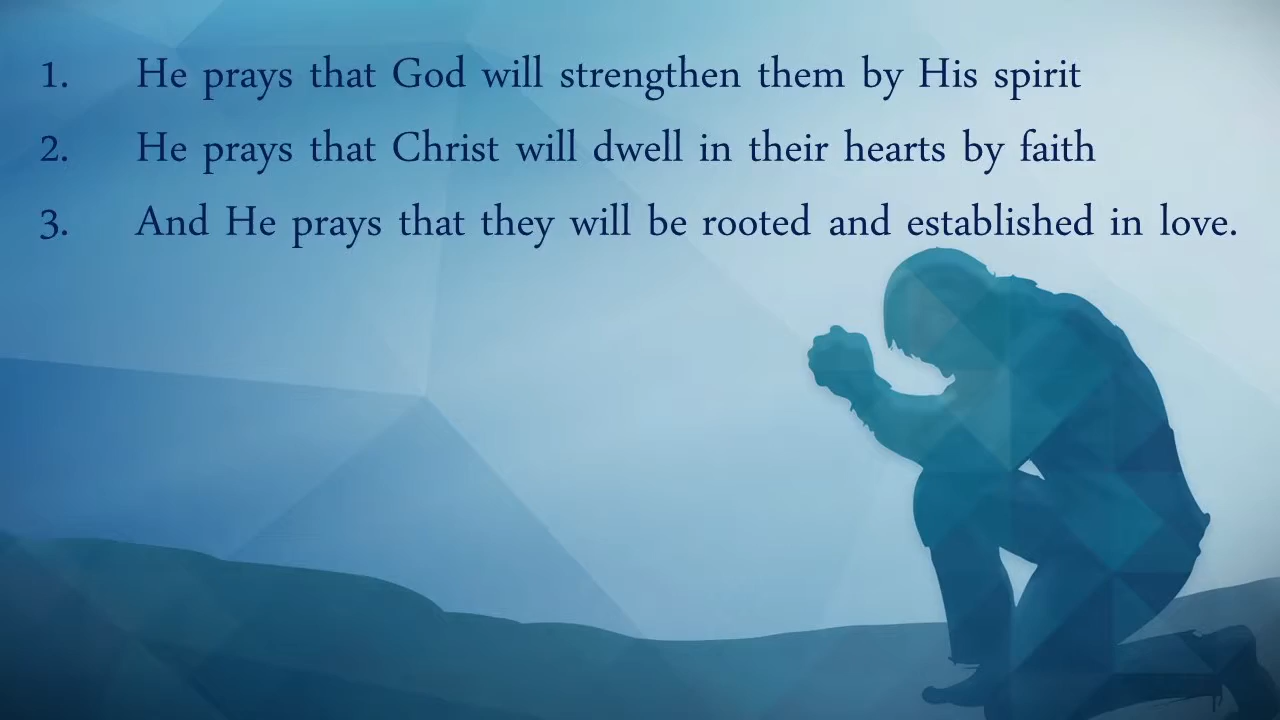 1. He prays that God will strengthen them by His spirit
2. He prays that Christ will dwell in their hearts by faith
3. And He prays that they will be rooted and established in love.